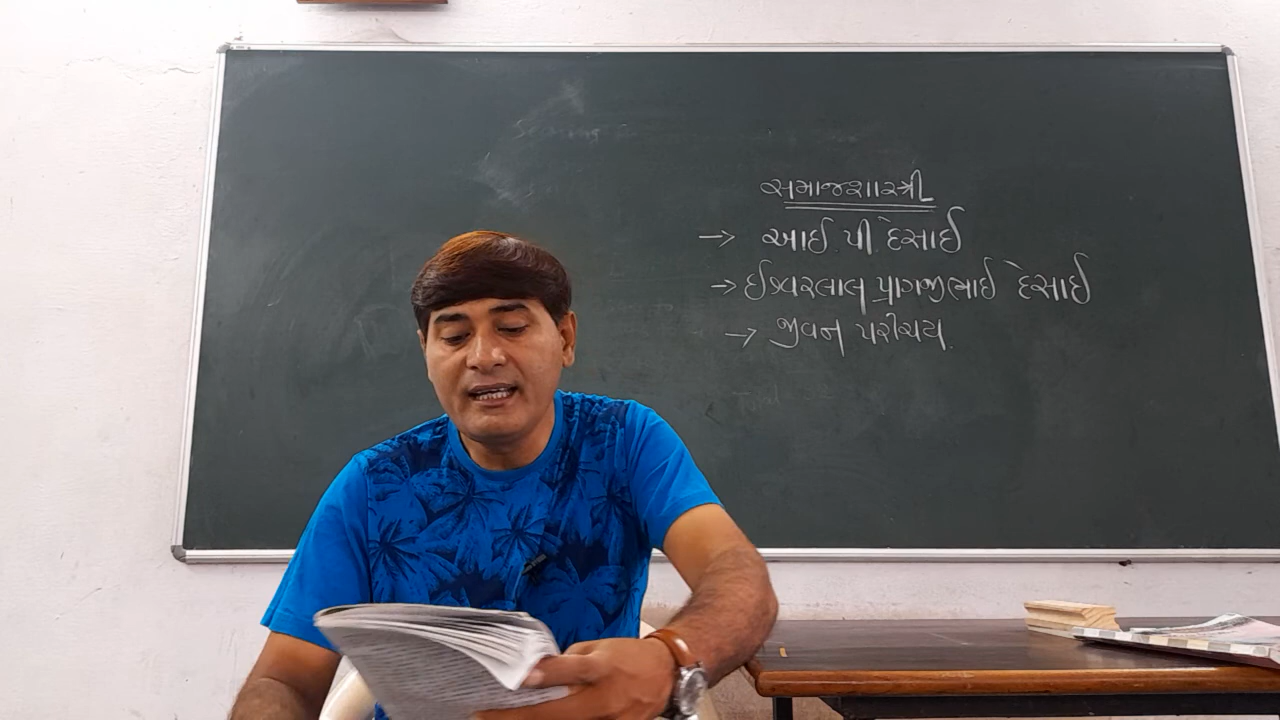 સમાજશાસ્ત્રી
→ આઈ. પી. દેસાઈ
→ ઈશ્વરલાલ પ્રાગજીભાઈ દેસાઈ
→ જીવન પરીચય.